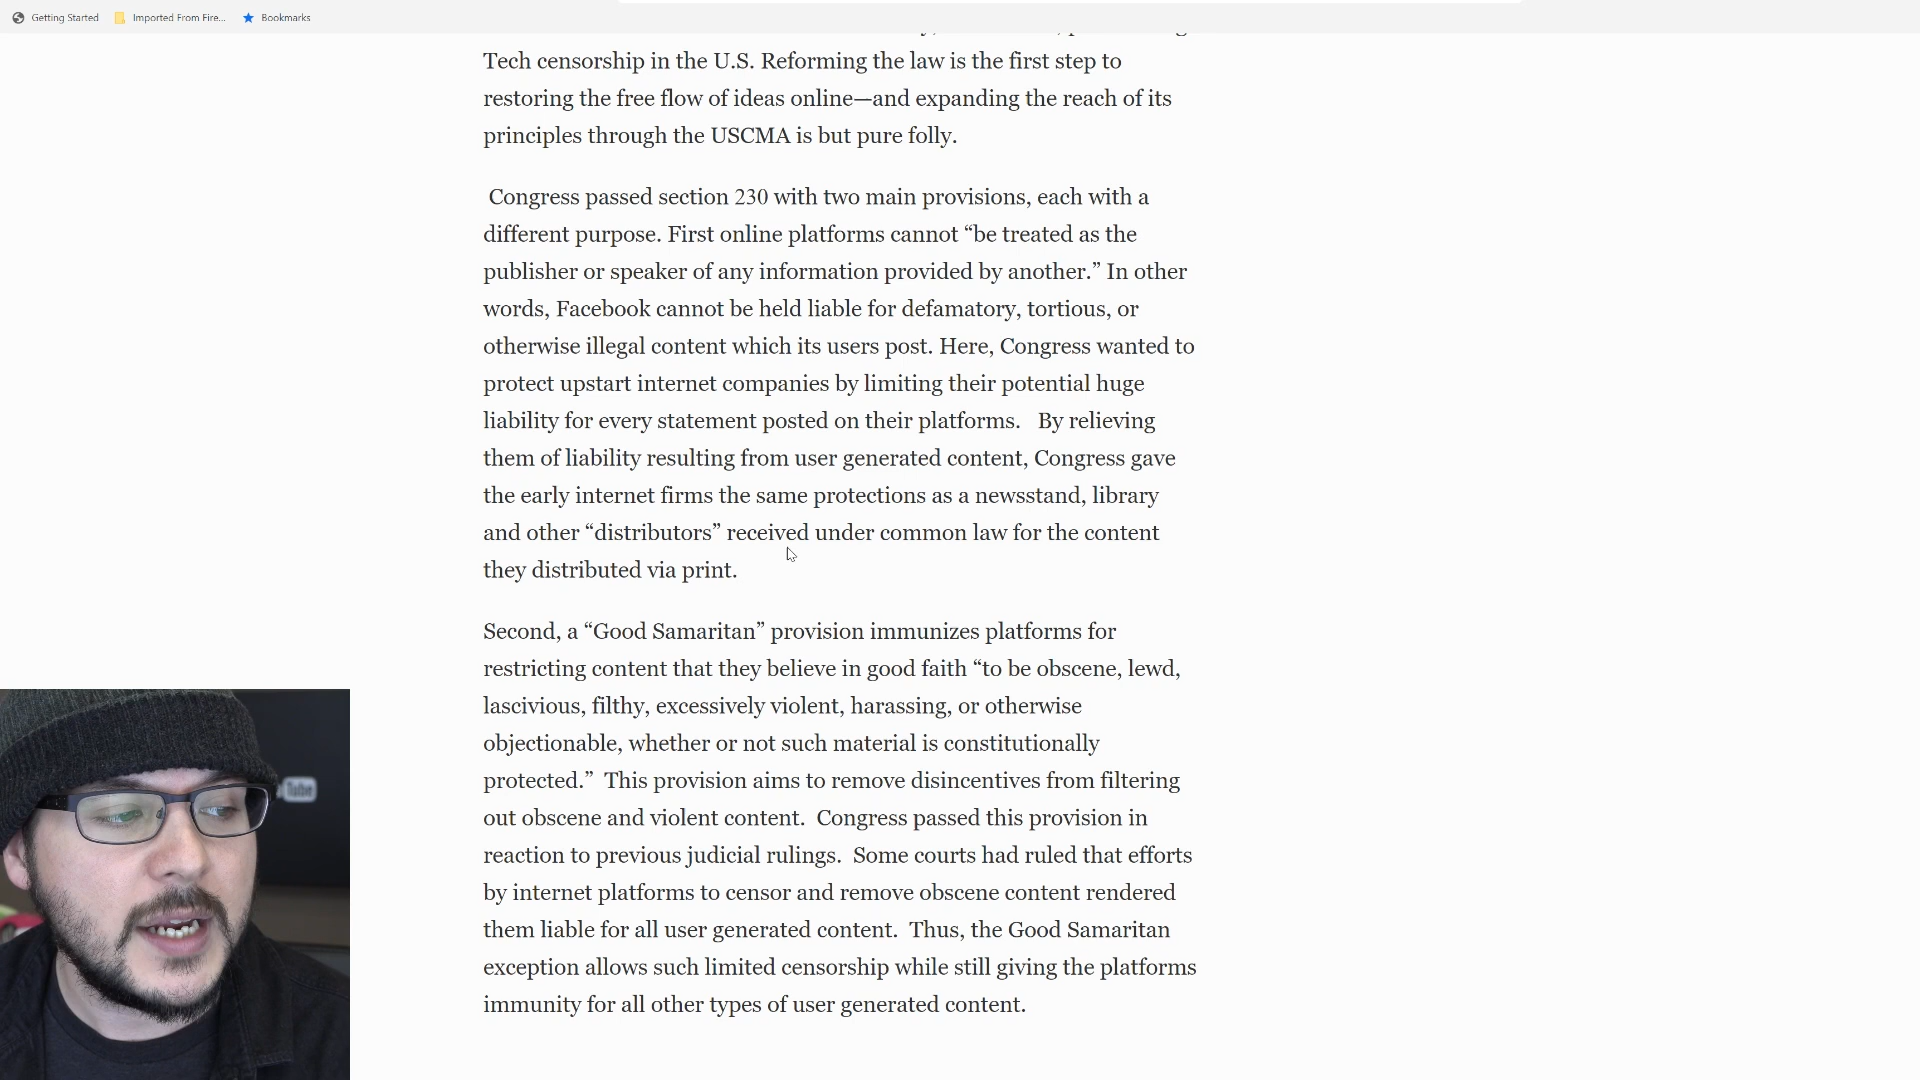 Getting Started Imported From Fire... Bookmarks
Tech censorship in the U.S. Reforming the law is the first step to
restoring the free flow of ideas online—and expanding the reach of its
principles through the USCMA is but pure folly.
Congress passed section 230 with two main provisions, each with a
different purpose. First online platforms cannot “be treated as the
publisher or speaker of any information provided by another.” In other
words, Facebook cannot be held liable for defamatory, tortious, or
otherwise illegal content which its users post. Here, Congress wanted to
protect upstart internet companies by limiting their potential huge
liability for every statement posted on their platforms. By relieving
them of liability resulting from user generated content, Congress gave
the early internet firms the same protections as a newsstand, library
and other “distributors” received under common law for the content
they distributed via print.
Second, a “Good Samaritan” provision immunizes platforms for
restricting content that they believe in good faith “to be obscene, lewd,
lascivious, filthy, excessively violent, harassing, or otherwise
objectionable, whether or not such material is constitutionally
protected.” This provision aims to remove disincentives from filtering
out obscene and violent content. Congress passed this provision in
reaction to previous judicial rulings. Some courts had ruled that efforts
by internet platforms to censor and remove obscene content rendered
them liable for all user generated content. Thus, the Good Samaritan
exception allows such limited censorship while still giving the platforms
immunity for all other types of user generated content.
Tube